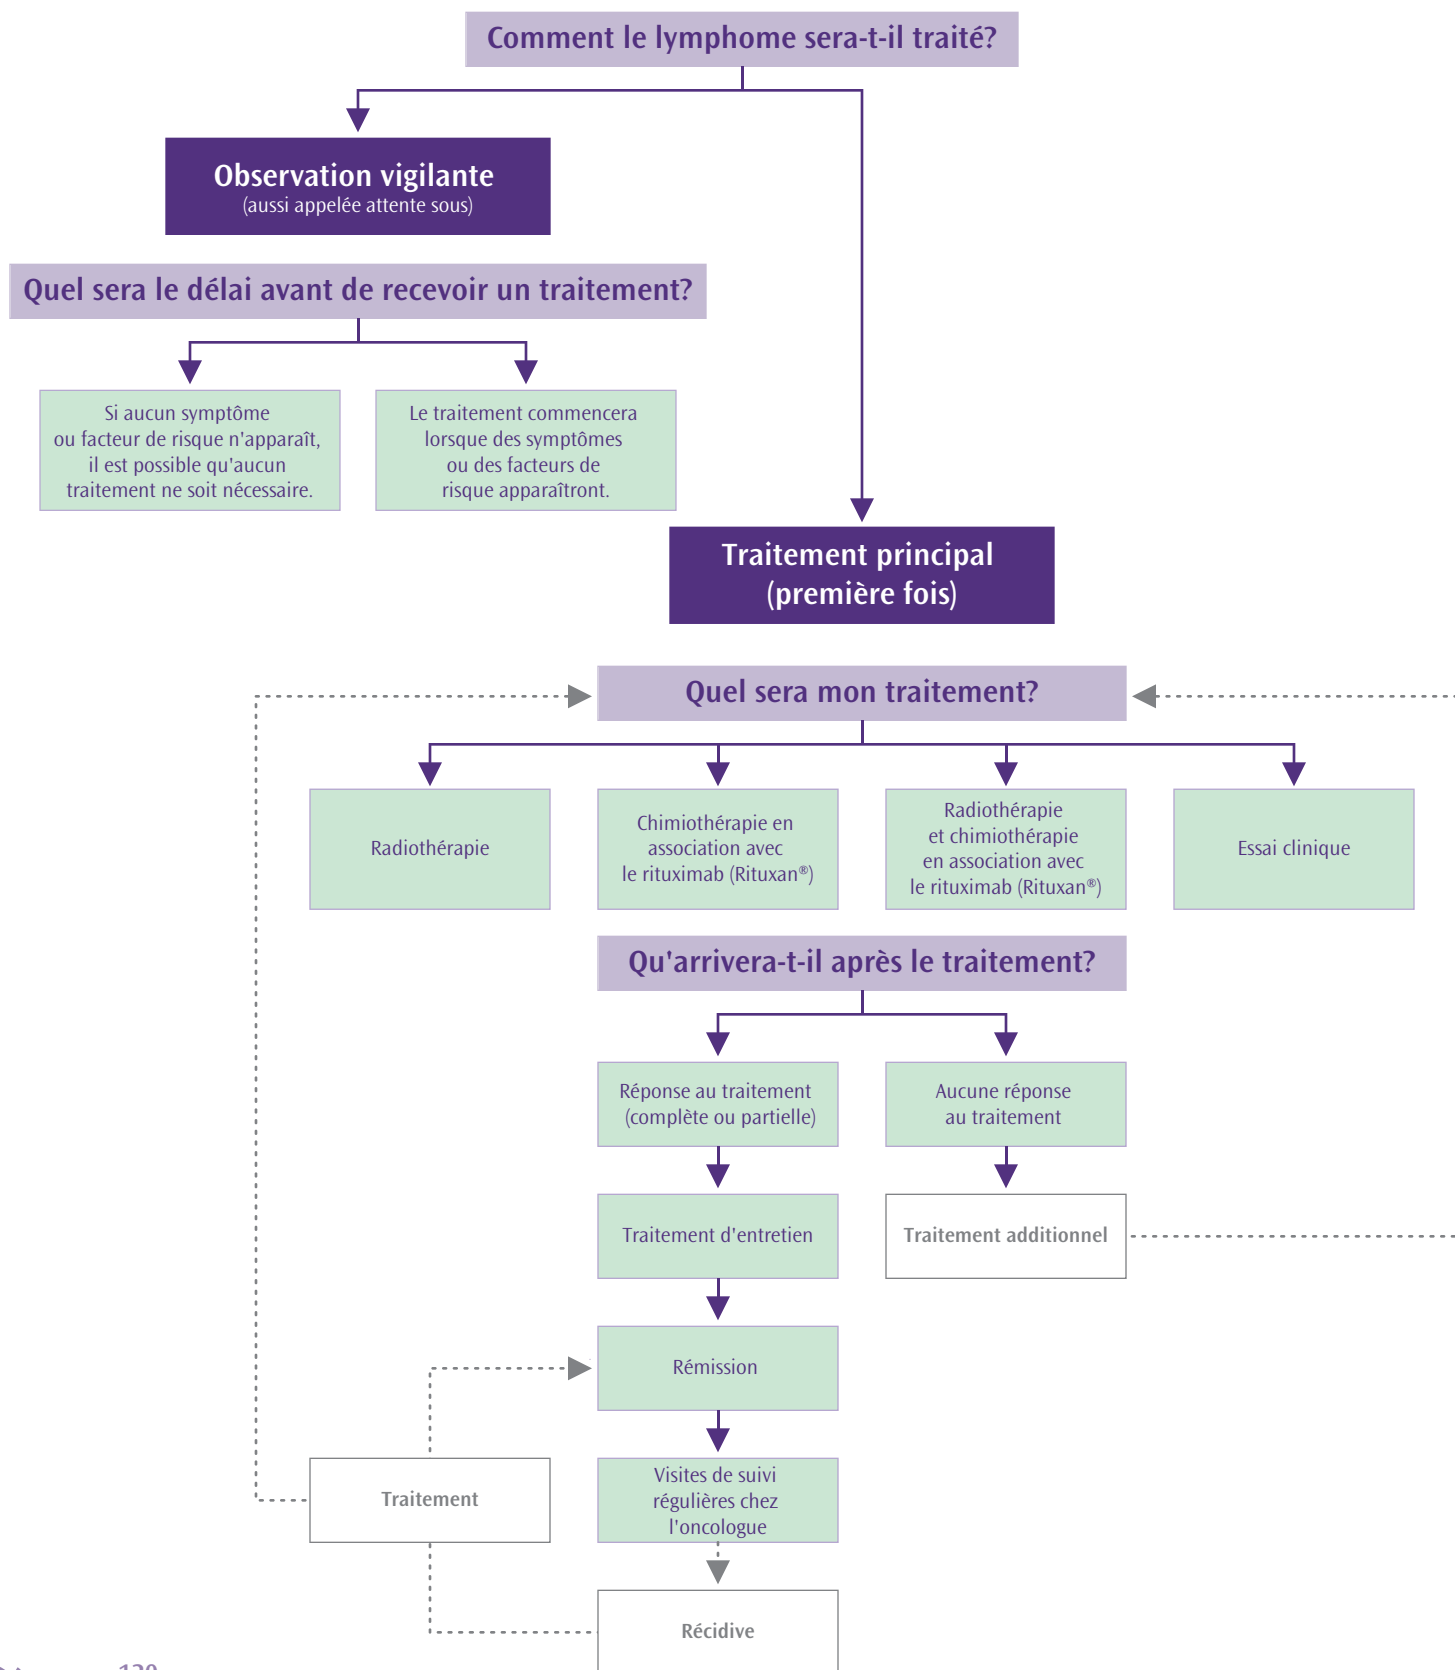 Comment le lymphome sera-t-il traité?
Observation vigilante
(aussi appelée attente sous)
Quel sera le délai avant de recevoir un traitement?
Si aucun symptôme
ou facteur de risque n'apparaît,
il est possible qu'aucun
traitement ne soit nécessaire.
Le traitement commencera
lorsque des symptômes
ou des facteurs de
risque apparaîtront.
Traitement principal
(première fois)
Quel sera mon traitement?
Radiothérapie
Chimiothérapie en
association avec
le rituximab (Rituxan®)
Radiothérapie
et chimiothérapie
en association avec
le rituximab (Rituxan®)
Essai clinique
Qu'arrivera-t-il après le traitement?
Réponse au traitement
(complète ou partielle)
Aucune réponse
au traitement
Traitement d'entretien
Traitement additionnel
Rémission
Traitement
Visites de suivi
régulières chez
l'oncologue
Récidive